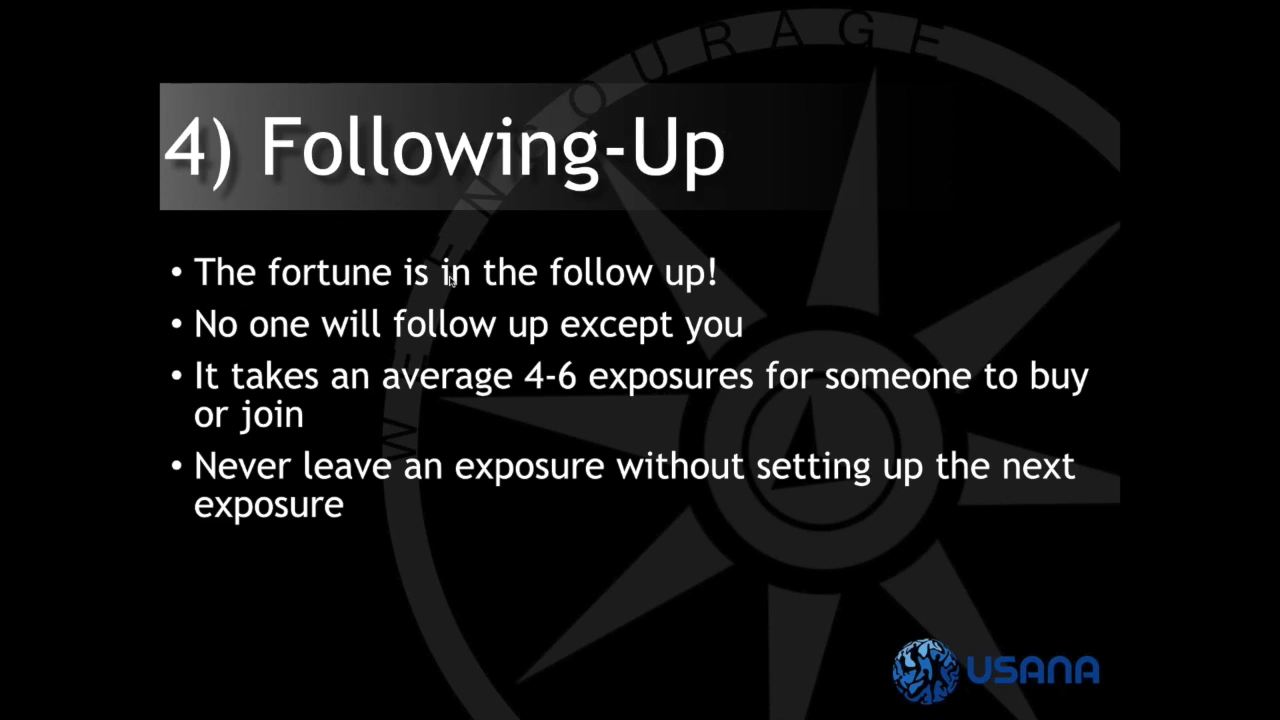 WE ENCOURAGE
4) Following-Up
• The fortune is in the follow up!
• No one will follow up except you
• It takes an average 4-6 exposures for someone to buy
or join
• Never leave an exposure without setting up the next
exposure
USANA